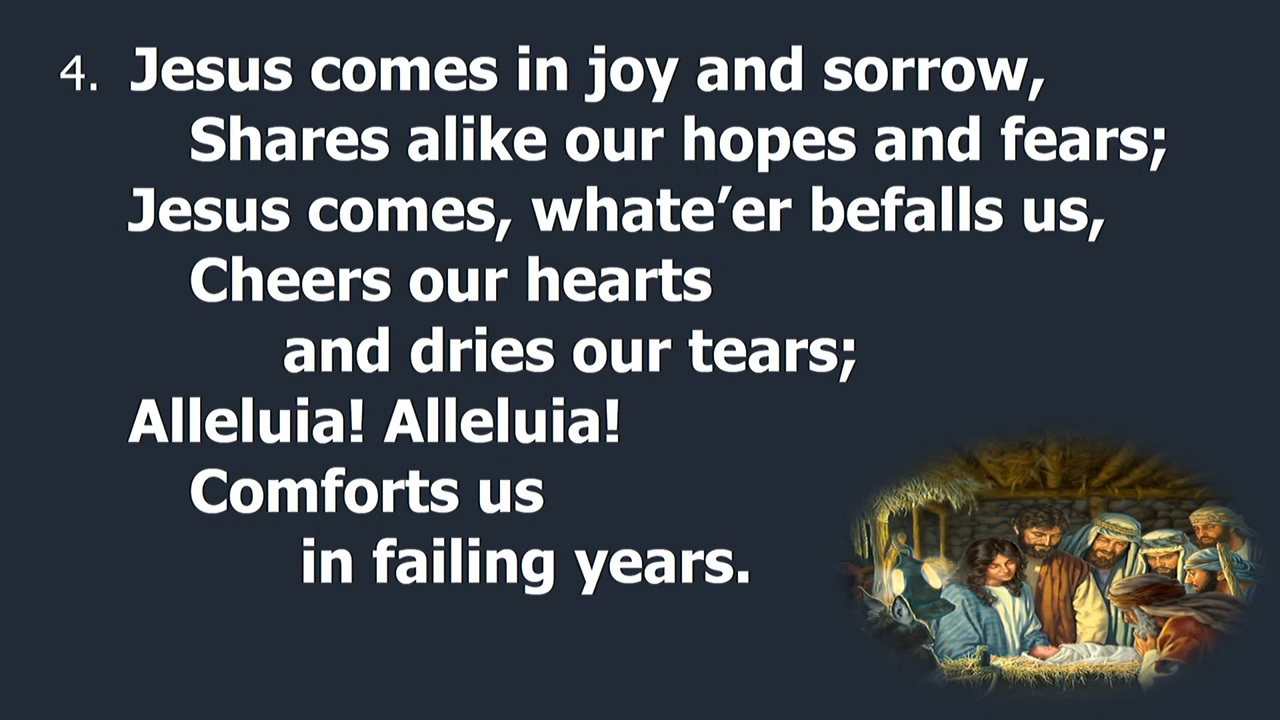 4. Jesus comes in joy and sorrow,
Shares alike our hopes and fears;
Jesus comes, whate’er befalls us,
Cheers our hearts
and dries our tears;
Alleluia! Alleluia!
Comforts us
in failing years.